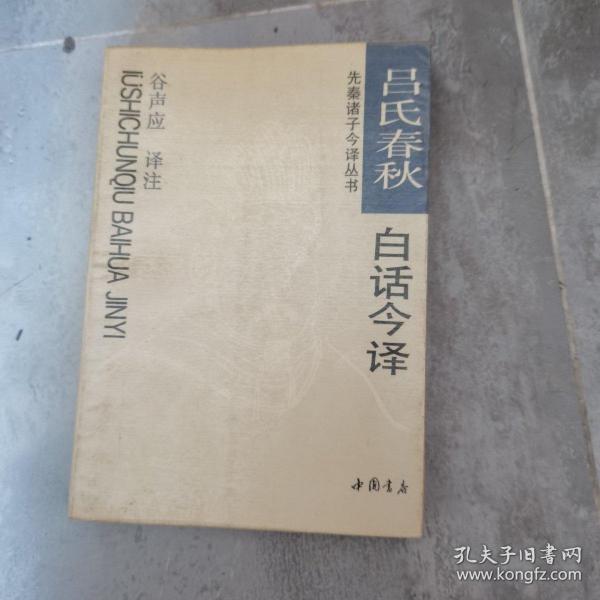 吕氏春秋
白话今译
先秦诸子今译丛书
谷声应 译注
LÜSHICHUNQIU BAIHUA JINYI
中国书店
孔夫子旧书网
www.kongfz.com